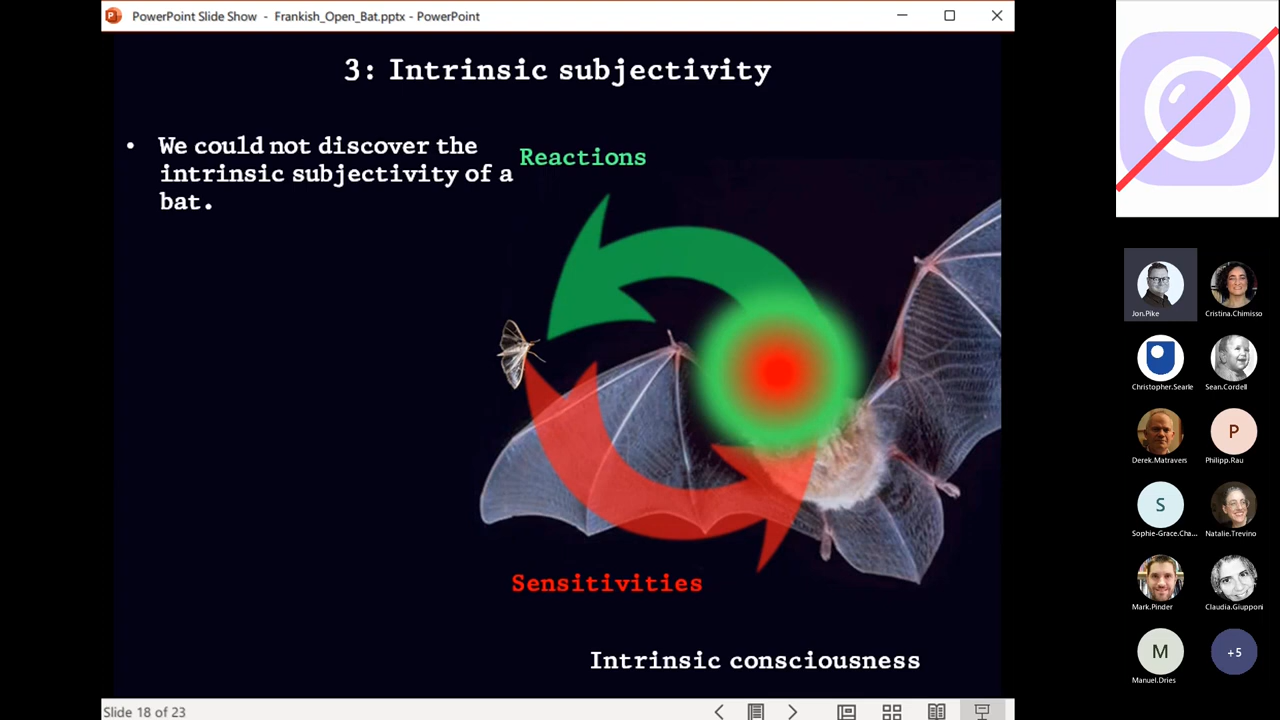 PowerPoint Slide Show - Frankish_Open_Bat.pptx - PowerPoint
3: Intrinsic subjectivity
• We could not discover the
intrinsic subjectivity of a
bat.
Reactions
Sensitivities
Intrinsic consciousness
Slide 18 of 23
Jon.Pike
Cristina.Chimisso
Christopher.Searle
Sean.Cordell
Derek.Matravers
P
Philipp.Rau
S
Sophie-Grace.Cha...
Natalie.Trevino
Mark.Pinder
Claudia.Giupponi
M
Manuel.Dries
+5